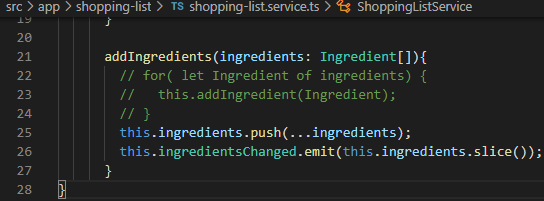 src > app > shopping-list > TS shopping-list.service.ts > ShoppingListService
19 }
20
21 addIngredients(ingredients: Ingredient[]){
22 // for( let Ingredient of ingredients) {
23 //   this.addIngredient(Ingredient);
24 // }
25 this.ingredients.push(...ingredients);
26 this.ingredientsChanged.emit(this.ingredients.slice());
27 }
28 }